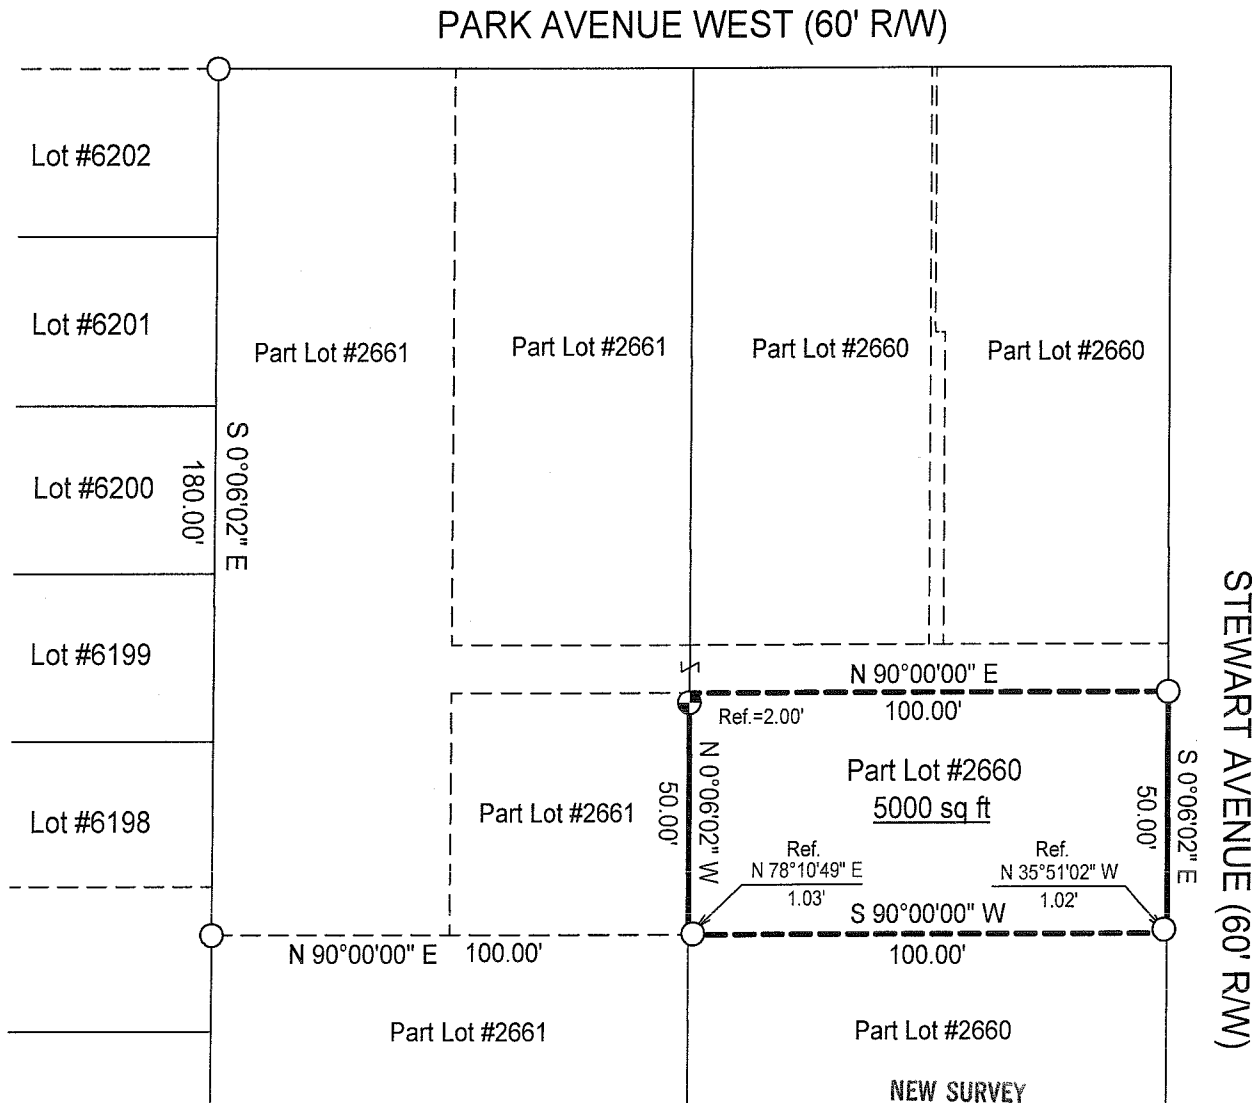 PARK AVENUE WEST (60' R/W)
Lot #6202
Lot #6201
Part Lot #2661
Part Lot #2661
Part Lot #2660
Part Lot #2660
S 0°06'02" E
180.00'
Lot #6200
Lot #6199
STEWART AVENUE (60' R/W)
N 90°00'00" E
100.00'
Ref.=2.00'
N 0°06'02" W
50.00'
Part Lot #2660
5000 sq ft
S 0°06'02" E
50.00'
Part Lot #2661
Lot #6198
Ref.
N 78°10'49" E
1.03'
Ref.
N 35°51'02" W
1.02'
S 90°00'00" W
100.00'
N 90°00'00" E 100.00'
Part Lot #2661
Part Lot #2660
NEW SURVEY